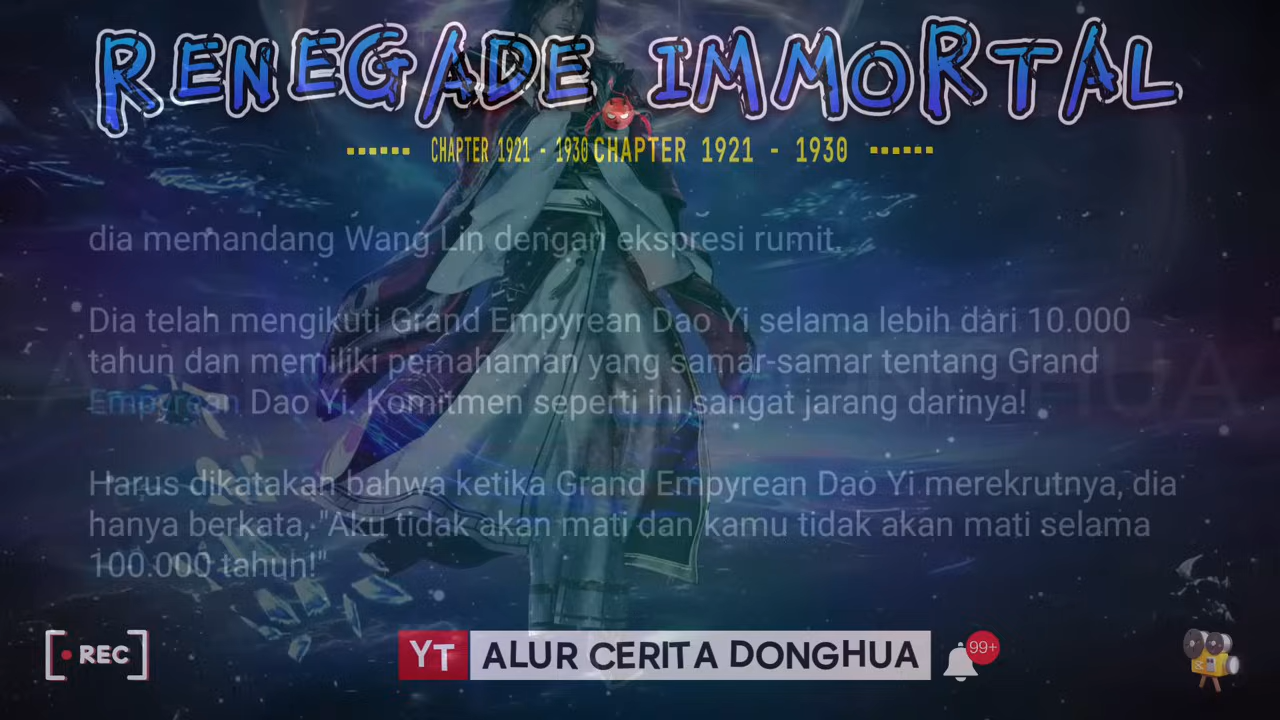 RENEGADE IMMORTAL
CHAPTER 1921 - 1930 CHAPTER 1921 - 1930
dia memandang Wang Lin dengan ekspresi rumit.
Dia telah mengikuti Grand Empyrean Dao Yi selama lebih dari 10.000
tahun dan memiliki pemahaman yang samar-samar tentang Grand
Empyrean Dao Yi. Komitmen seperti ini sangat jarang darinya!
Harus dikatakan bahwa ketika Grand Empyrean Dao Yi merekrutnya, dia
hanya berkata, "Aku tidak akan mati dan kamu tidak akan mati selama
100.000 tahun!"
REC
YT ALUR CERITA DONGHUA
99+